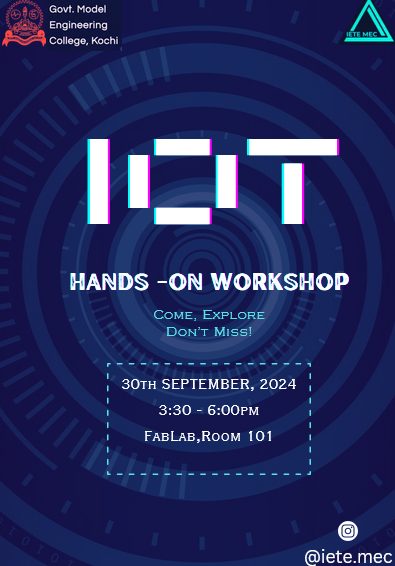 Govt. Model
Engineering
College, Kochi
IETE MEC
IOT
HANDS -ON WORKSHOP
Come, Explore
Don't Miss!
30th SEPTEMBER, 2024
3:30 - 6:00pm
FabLab,Room 101
@iete.mec